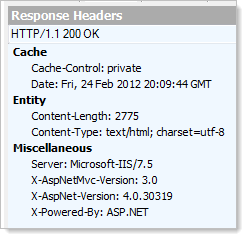 Response Headers
HTTP/1.1 200 OK
Cache
Cache-Control: private
Date: Fri, 24 Feb 2012 20:09:44 GMT
Entity
Content-Length: 2775
Content-Type: text/html; charset=utf-8
Miscellaneous
Server: Microsoft-IIS/7.5
X-AspNetMvc-Version: 3.0
X-AspNet-Version: 4.0.30319
X-Powered-By: ASP.NET